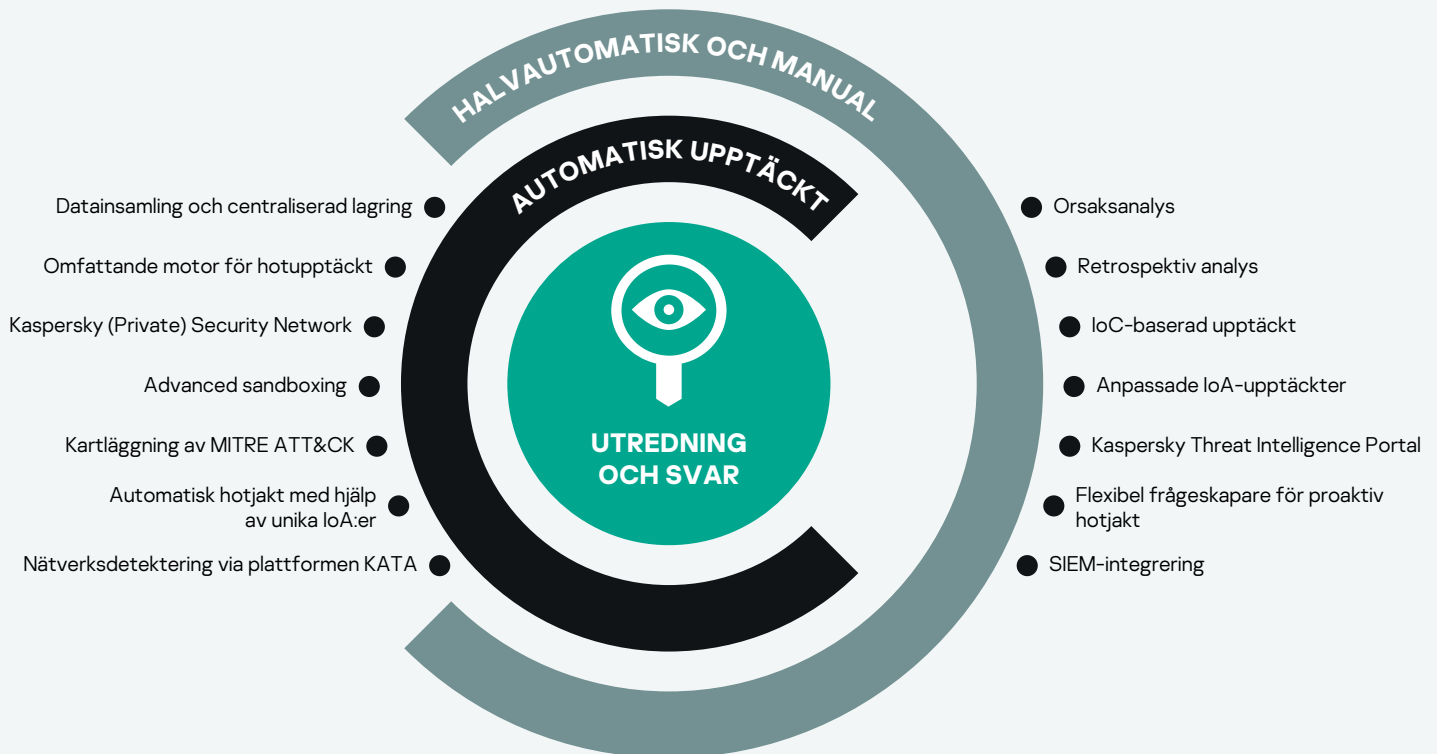 HALVAUTOMATISK OCH MANUAL
AUTOMATISK UPPTÄCKT
UTREDNING
OCH SVAR
Datainsamling och centraliserad lagring
Omfattande motor för hotupptäckt
Kaspersky (Private) Security Network
Advanced sandboxing
Kartläggning av MITRE ATT&CK
Automatisk hotjakt med hjälp
av unika IoA:er
Nätverksdetektering via plattformen KATA
Orsaksanalys
Retrospektiv analys
IoC-baserad upptäckt
Anpassade IoA-upptäckter
Kaspersky Threat Intelligence Portal
Flexibel frågeskapare för proaktiv
hotjakt
SIEM-integrering